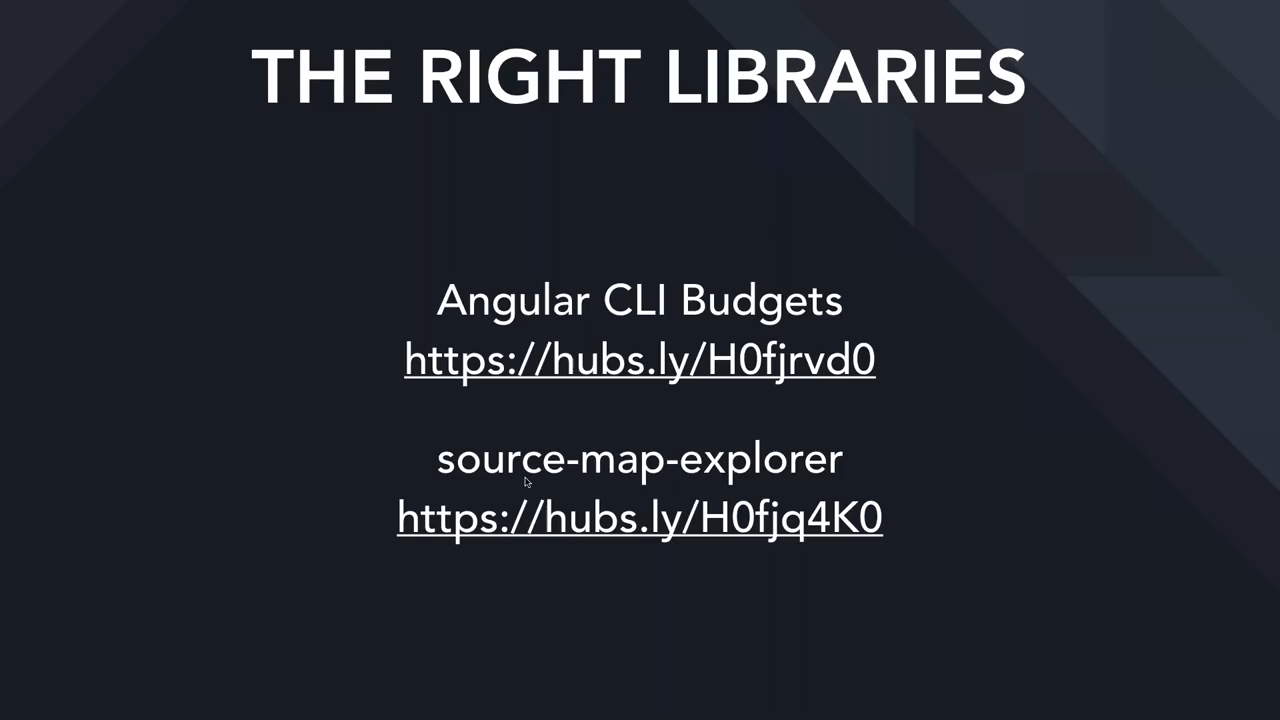 THE RIGHT LIBRARIES
Angular CLI Budgets
https://hubs.ly/H0fjrvd0
source-map-explorer
https://hubs.ly/H0fjq4K0